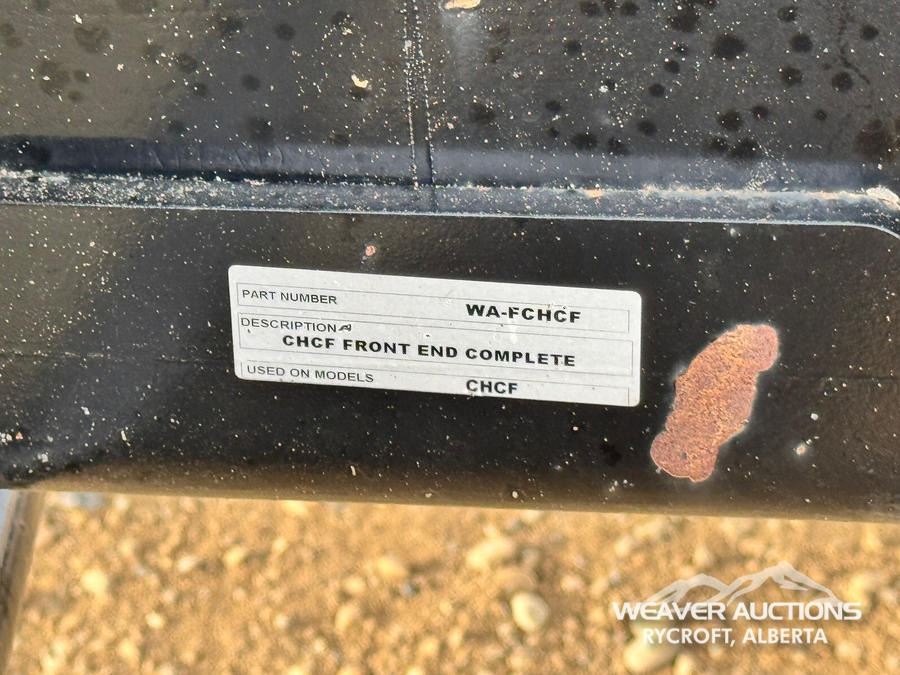 PART NUMBER WA-FCHCF
DESCRIPTION
CHCF FRONT END COMPLETE
USED ON MODELS CHCF
WEAVER AUCTIONS
RYCROFT, ALBERTA